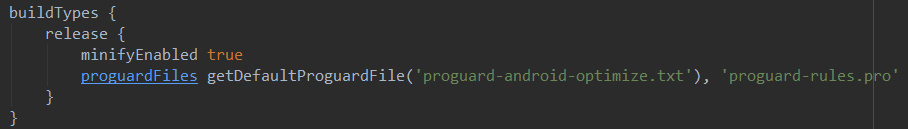 buildTypes {
release {
minifyEnabled true
proguardFiles getDefaultProguardFile('proguard-android-optimize.txt'), 'proguard-rules.pro'
}
}